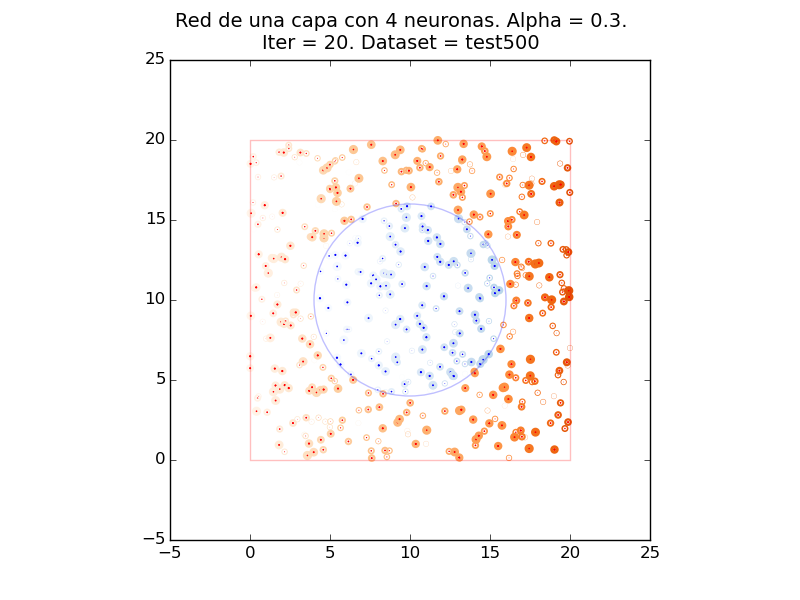 Red de una capa con 4 neuronas. Alpha = 0.3.
Iter = 20. Dataset = test500
25
20
15
10
5
0
−5
−5 0 5 10 15 20 25